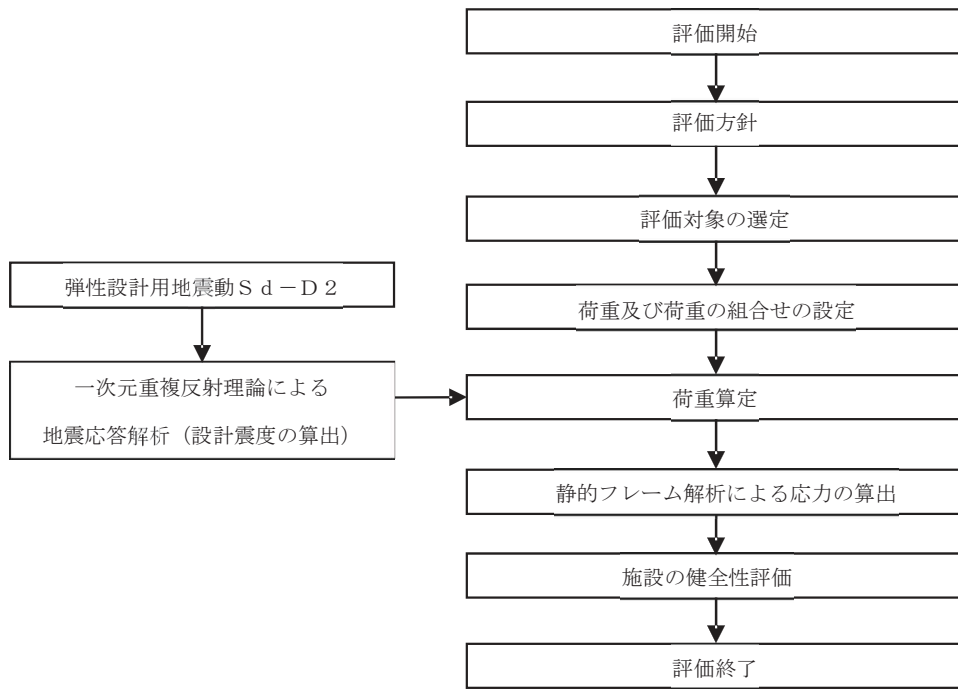 評価開始
評価方針
評価対象の選定
弾性設計用地震動Ｓｄ－Ｄ２
荷重及び荷重の組合せの設定
一次元重複反射理論による
地震応答解析（設計震度の算出）
荷重算定
静的フレーム解析による応力の算出
施設の健全性評価
評価終了